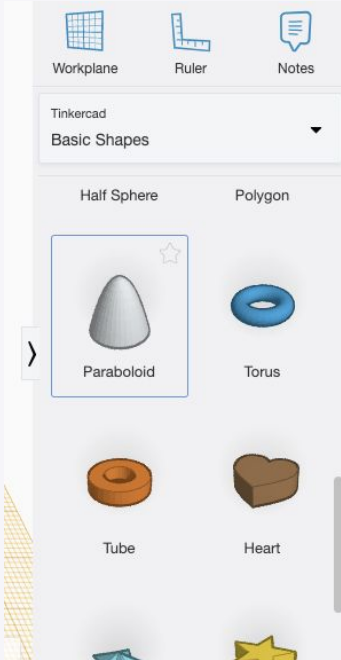 Workplane
Ruler
Notes
Tinkercad
Basic Shapes
Half Sphere
Polygon
Paraboloid
Torus
Tube
Heart